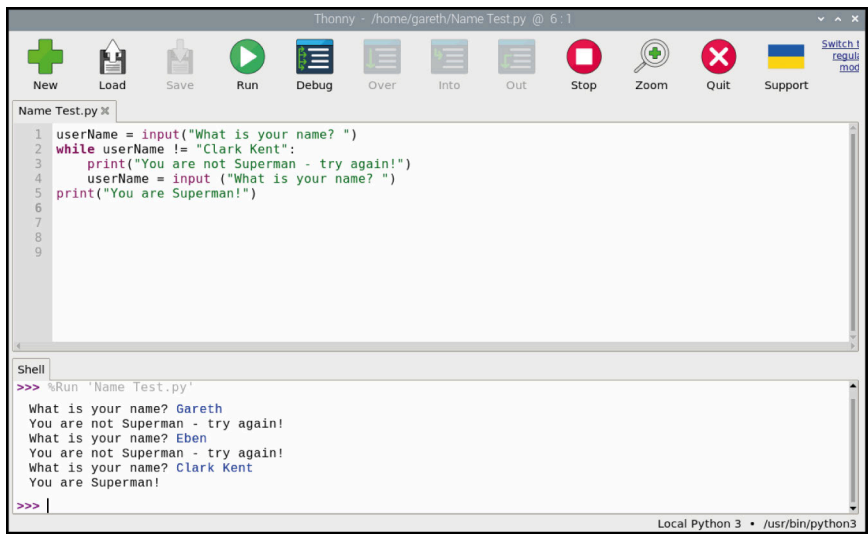 Thonny - /home/gareth/Name Test.py @ 6:1
New Load Save Run Debug Over Into Out Stop Zoom Quit Support
Switch t
regula
mod
Name Test.py
1 userName = input("What is your name? ")
2 while userName != "Clark Kent":
3     print("You are not Superman - try again!")
4     userName = input ("What is your name? ")
5 print("You are Superman!")
6
7
8
9
Shell
>>> %Run 'Name Test.py'
What is your name? Gareth
You are not Superman - try again!
What is your name? Eben
You are not Superman - try again!
What is your name? Clark Kent
You are Superman!
>>>
Local Python 3 • /usr/bin/python3